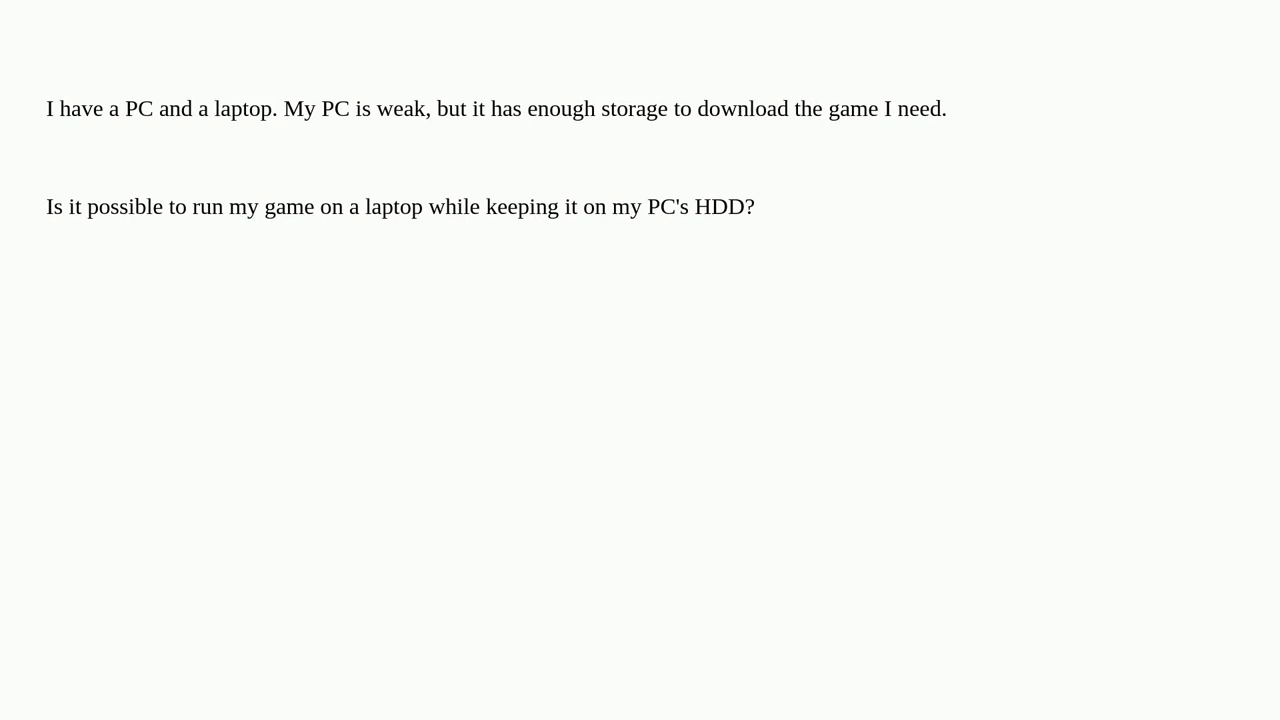 I have a PC and a laptop. My PC is weak, but it has enough storage to download the game I need.
Is it possible to run my game on a laptop while keeping it on my PC's HDD?